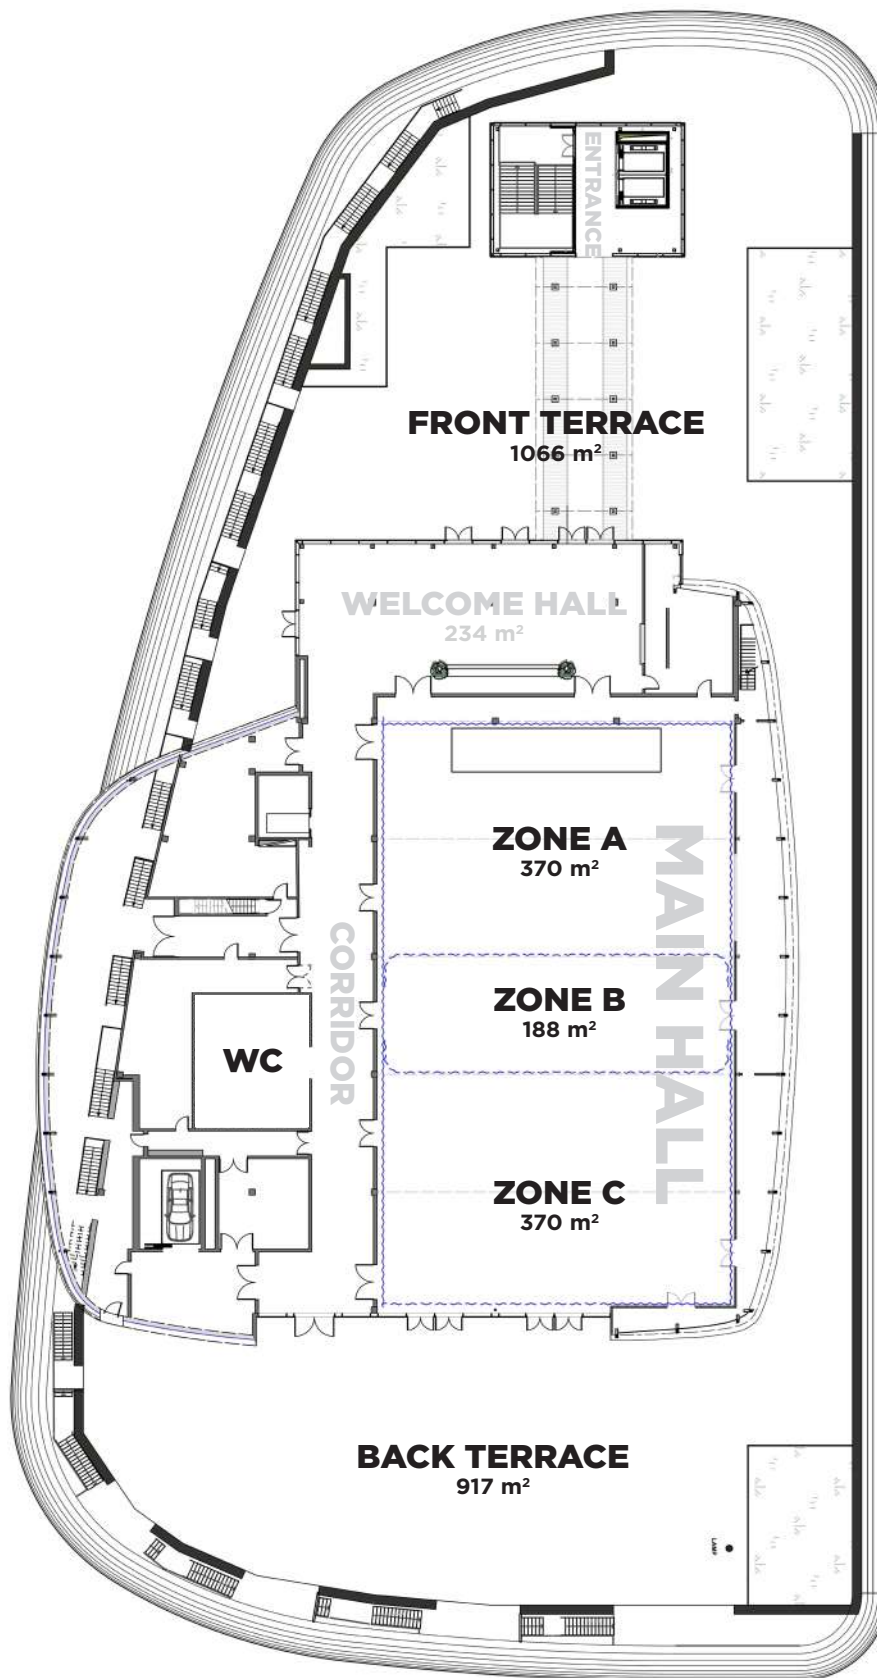 ENTRANCE
FRONT TERRACE
1066 m²
WELCOME HALL
234 m²
ZONE A
370 m²
MAIN HALL
CORRIDOR
ZONE B
188 m²
WC
ZONE C
370 m²
BACK TERRACE
917 m²
LAMP